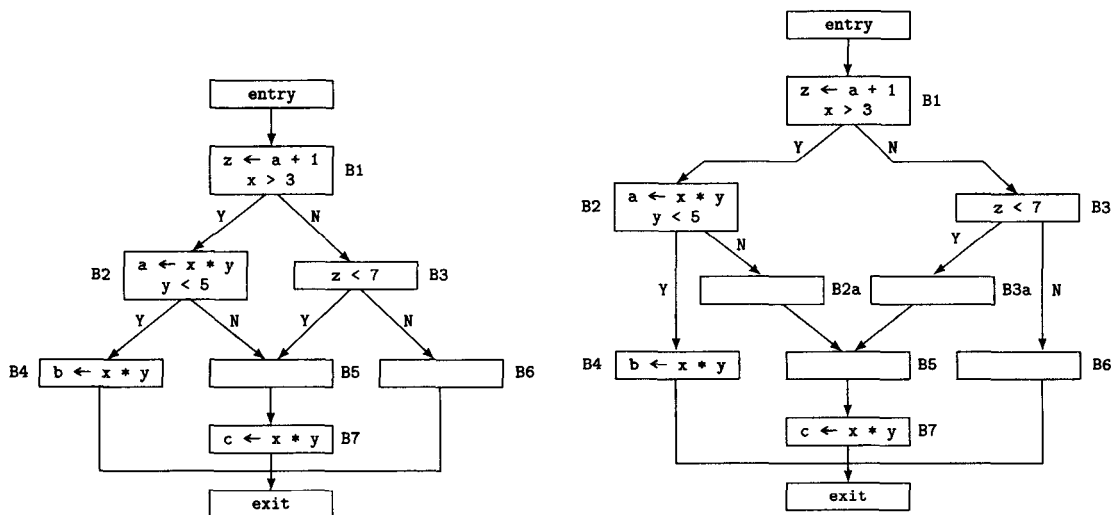 entry
z ← a + 1
x > 3
B1
Y
N
B2
a ← x * y
y < 5
z < 7
B3
Y
N
Y
N
B4
b ← x * y
B5
B6
c ← x * y
B7
exit
entry
z ← a + 1
x > 3
B1
Y
N
B2
a ← x * y
y < 5
z < 7
B3
N
Y
Y
B2a
B3a
N
B4
b ← x * y
B5
B6
c ← x * y
B7
exit